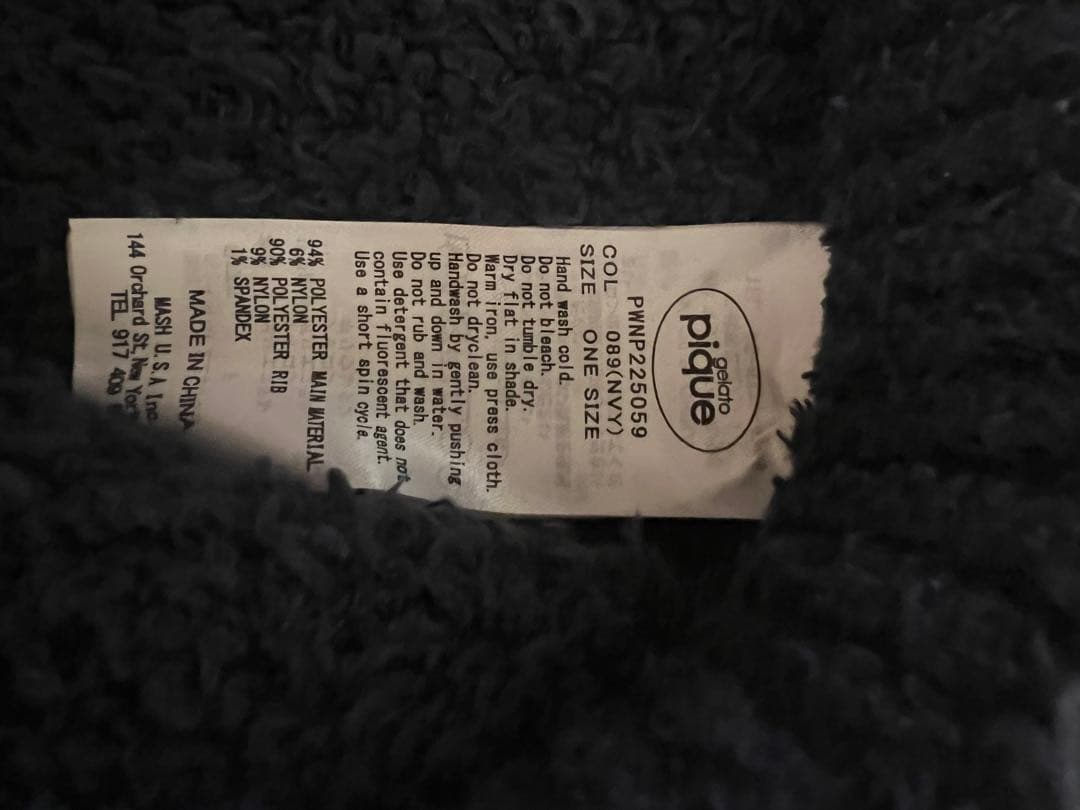 gelato
pique
PWNP225059
COL 089(NVY)
SIZE ONE SIZE
Hand wash cold.
Do not bleach.
Do not tumble dry.
Dry flat in shade.
Warm iron, use press cloth.
Do not dryclean.
Handwash by gently pushing
up and down in water.
Do not rub and wash.
Use detergent that does not
contain fluorescent agent.
Use a short spin cycle.
94% POLYESTER MAIN MATERIAL
6% NYLON
90% POLYESTER RIB
9% NYLON
1% SPANDEX
MADE IN CHINA
MASH U.S.A Inc
144 Orchard St, New Yor
TEL 917 409